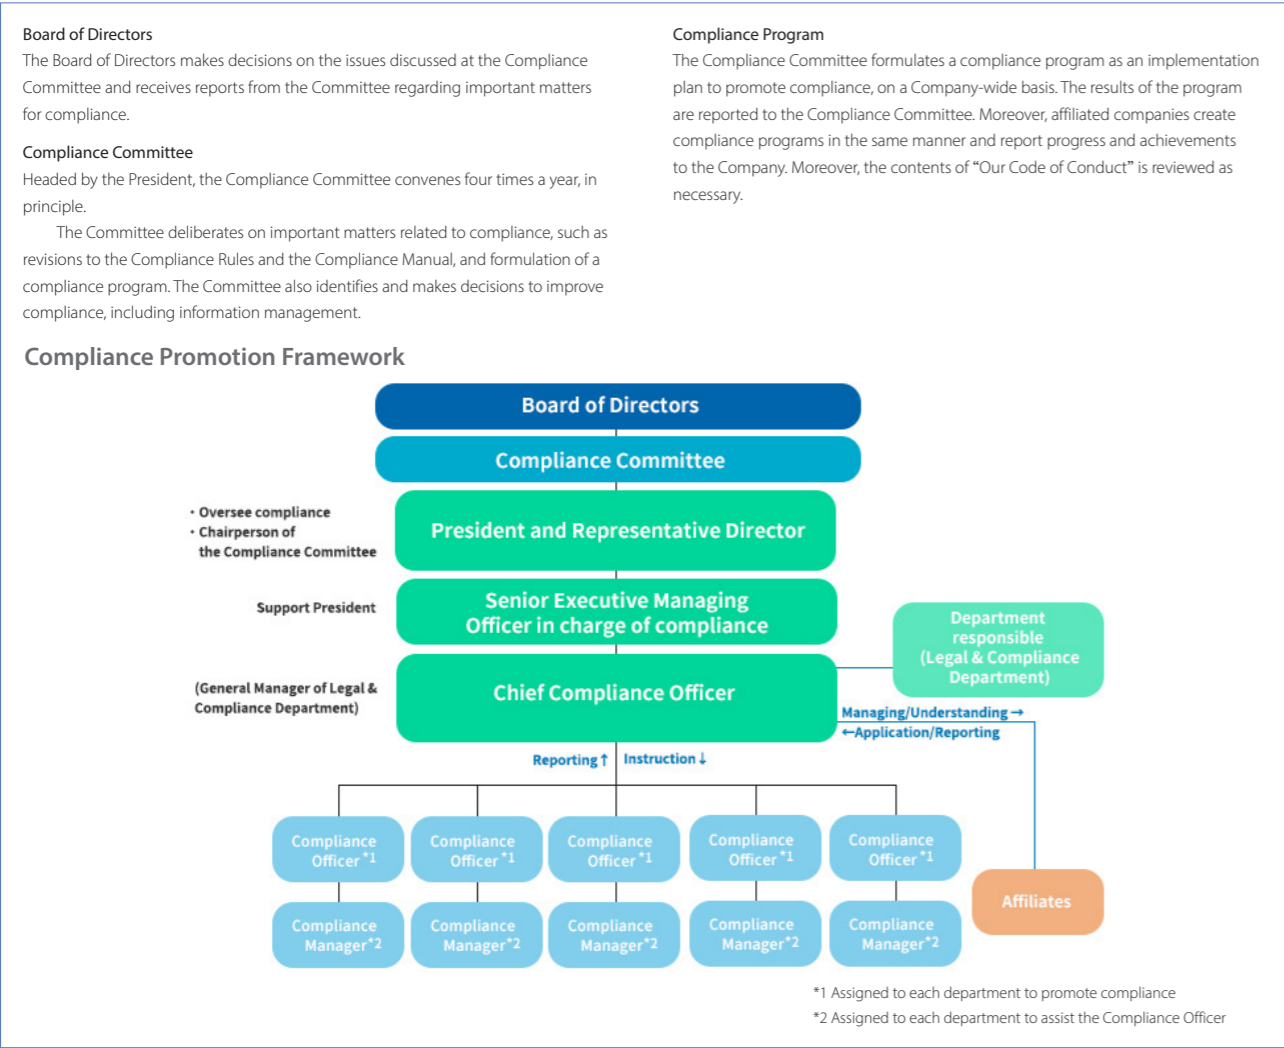 Board of Directors
The Board of Directors makes decisions on the issues discussed at the Compliance
Committee and receives reports from the Committee regarding important matters
for compliance.
Compliance Committee
Headed by the President, the Compliance Committee convenes four times a year, in
principle.
The Committee deliberates on important matters related to compliance, such as
revisions to the Compliance Rules and the Compliance Manual, and formulation of a
compliance program. The Committee also identifies and makes decisions to improve
compliance, including information management.
Compliance Program
The Compliance Committee formulates a compliance program as an implementation
plan to promote compliance, on a Company-wide basis. The results of the program
are reported to the Compliance Committee. Moreover, affiliated companies create
compliance programs in the same manner and report progress and achievements
to the Company. Moreover, the contents of “Our Code of Conduct” is reviewed as
necessary.
Compliance Promotion Framework
Board of Directors
Compliance Committee
・Oversee compliance
・Chairperson of
the Compliance Committee
President and Representative Director
Support President
Senior Executive Managing
Officer in charge of compliance
Department
responsible
(Legal & Compliance
Department)
(General Manager of Legal &
Compliance Department)
Chief Compliance Officer
Managing/Understanding→
←Application/Reporting
Reporting↑
Instruction↓
Compliance
Officer*1
Compliance
Officer*1
Compliance
Officer*1
Compliance
Officer*1
Compliance
Officer*1
Compliance
Manager*2
Compliance
Manager*2
Compliance
Manager*2
Compliance
Manager*2
Compliance
Manager*2
Affiliates
*1 Assigned to each department to promote compliance
*2 Assigned to each department to assist the Compliance Officer